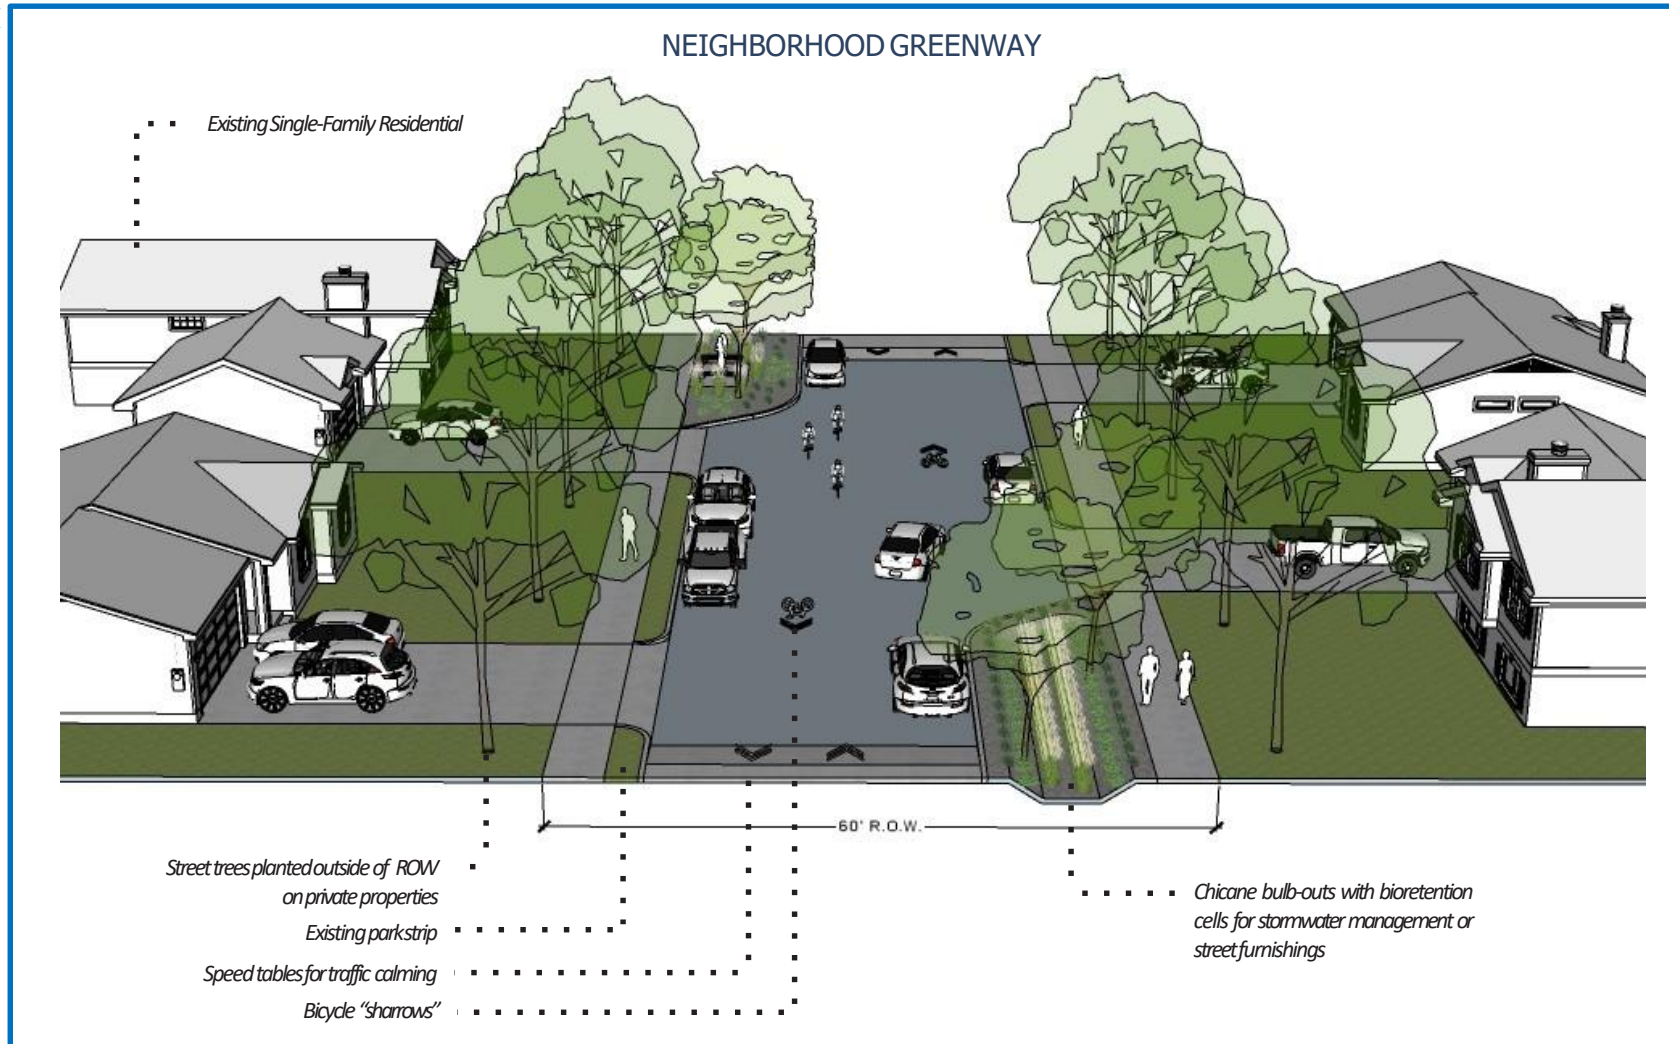 NEIGHBORHOOD GREENWAY
Existing Single-Family Residential
60' R.O.W.
Street trees planted outside of ROW
on private properties
Existing parkstrip
Speed tables for traffic calming
Bicycle “sharrows”
Chicane bulb-outs with bioretention
cells for stormwater management or
street furnishings